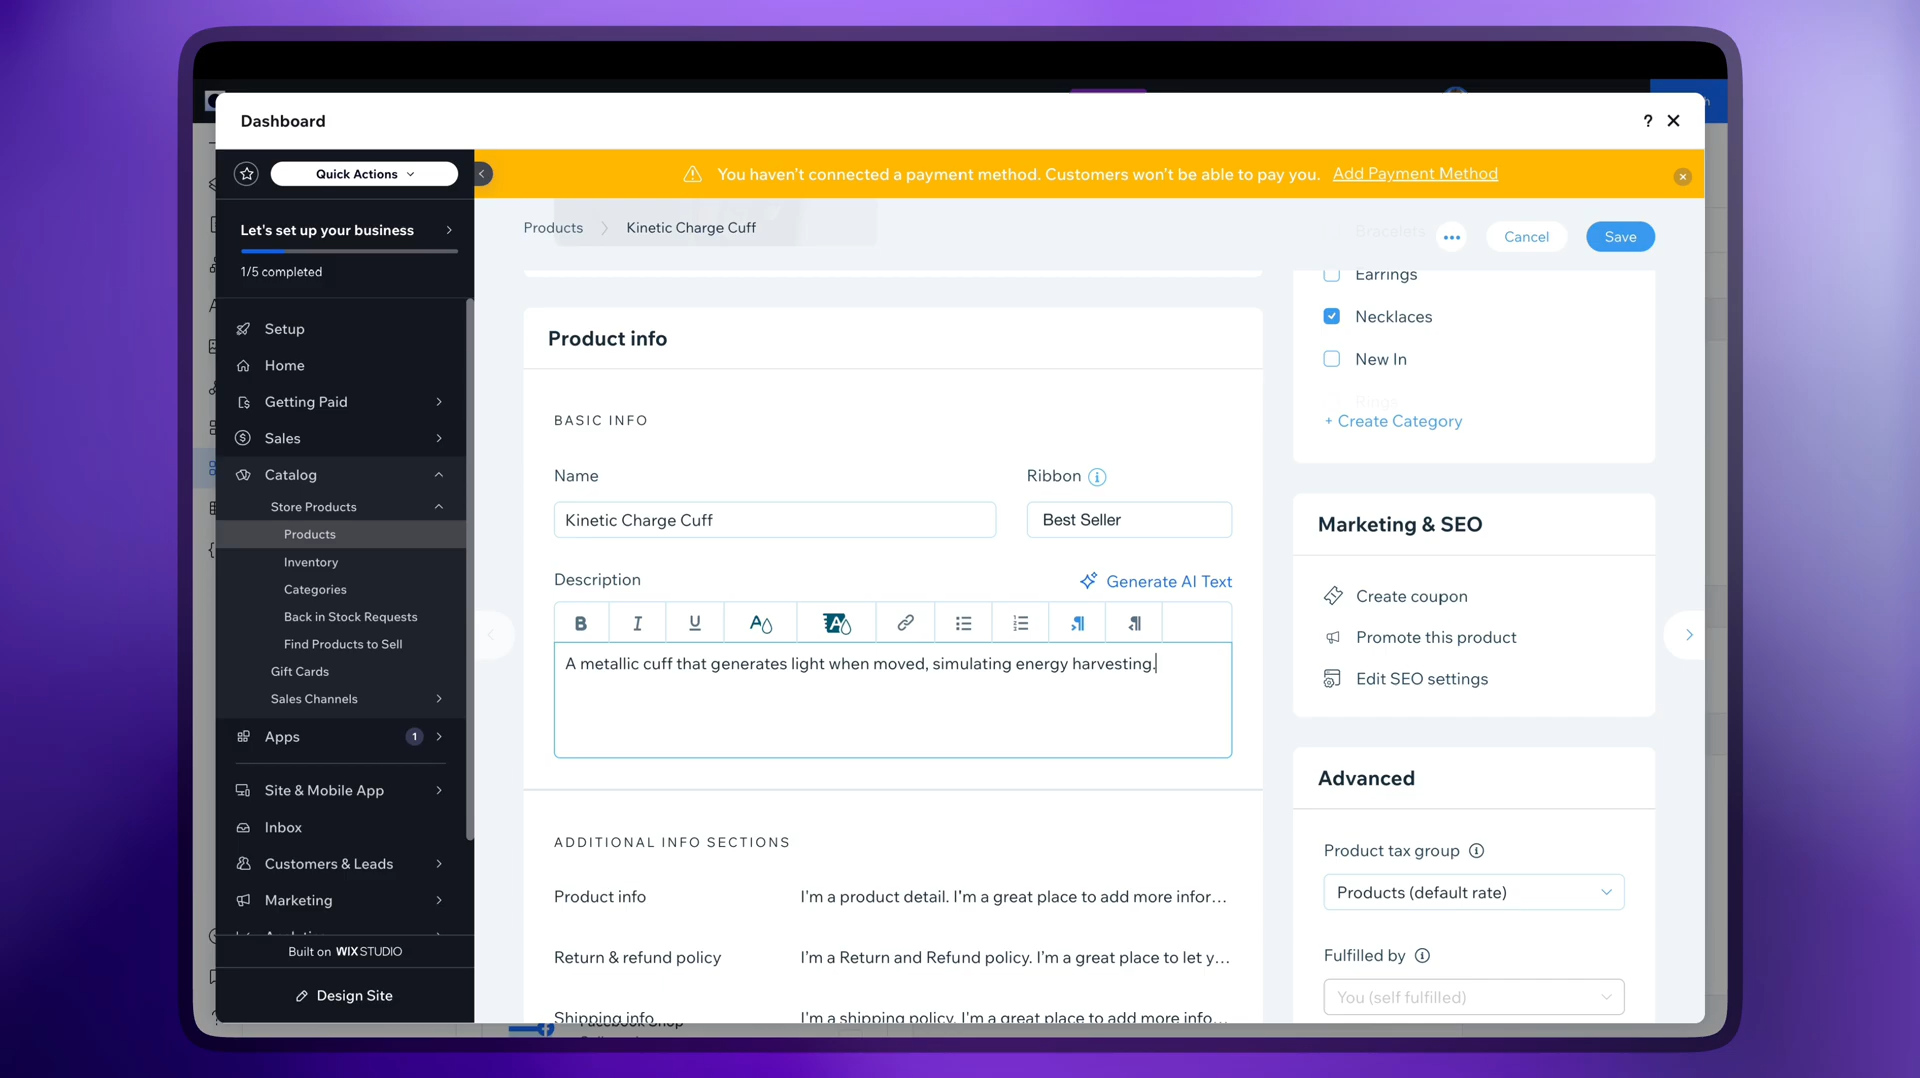 Dashboard
?
Quick Actions
You haven't connected a payment method. Customers won't be able to pay you. Add Payment Method
Products > Kinetic Charge Cuff
Bracelets
Cancel
Save
Let's set up your business
1/5 completed
Setup
Home
Getting Paid
Sales
Catalog
Store Products
Products
Inventory
Categories
Back in Stock Requests
Find Products to Sell
Gift Cards
Sales Channels
Apps 1
Site & Mobile App
Inbox
Customers & Leads
Marketing
Analytics
Built on WIX STUDIO
Design Site
Product info
BASIC INFO
Name
Ribbon
Kinetic Charge Cuff
Best Seller
Description
Generate AI Text
B I U
A metallic cuff that generates light when moved, simulating energy harvesting.
ADDITIONAL INFO SECTIONS
Product info I'm a product detail. I'm a great place to add more infor...
Return & refund policy I'm a Return and Refund policy. I'm a great place to let y...
Shipping info I'm a shipping policy. I'm a great place to add more info...
Facebook Shop
Earrings
Necklaces
New In
Rings
+ Create Category
Marketing & SEO
Create coupon
Promote this product
Edit SEO settings
Advanced
Product tax group
Products (default rate)
Fulfilled by
You (self fulfilled)